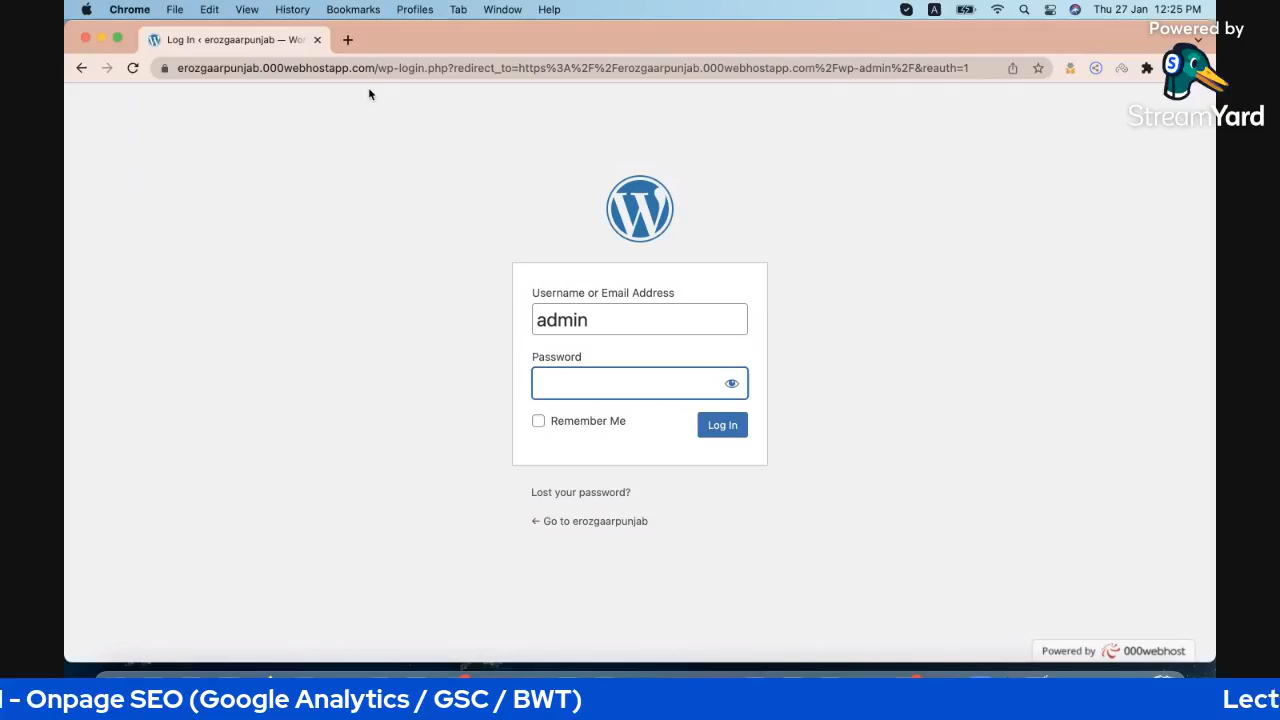 Chrome File Edit View History Bookmarks Profiles Tab Window Help A Thu 27 Jan 12:25 PM
Powered by
StreamYard
Log In ‹ erozgaarpunjab — Wor
erozgaarpunjab.000webhostapp.com/wp-login.php?redirect_to=https%3A%2F%2Ferozgaarpunjab.000webhostapp.com%2Fwp-admin%2F&reauth=1
Username or Email Address
admin
Password
Remember Me
Log In
Lost your password?
← Go to erozgaarpunjab
Powered by 000webhost
- Onpage SEO (Google Analytics / GSC / BWT) Lect